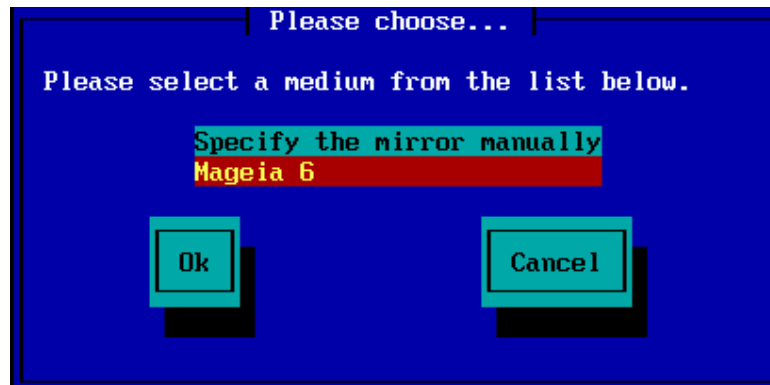 Please choose...
Please select a medium from the list below.
Specify the mirror manually
Mageia 6
Ok
Cancel